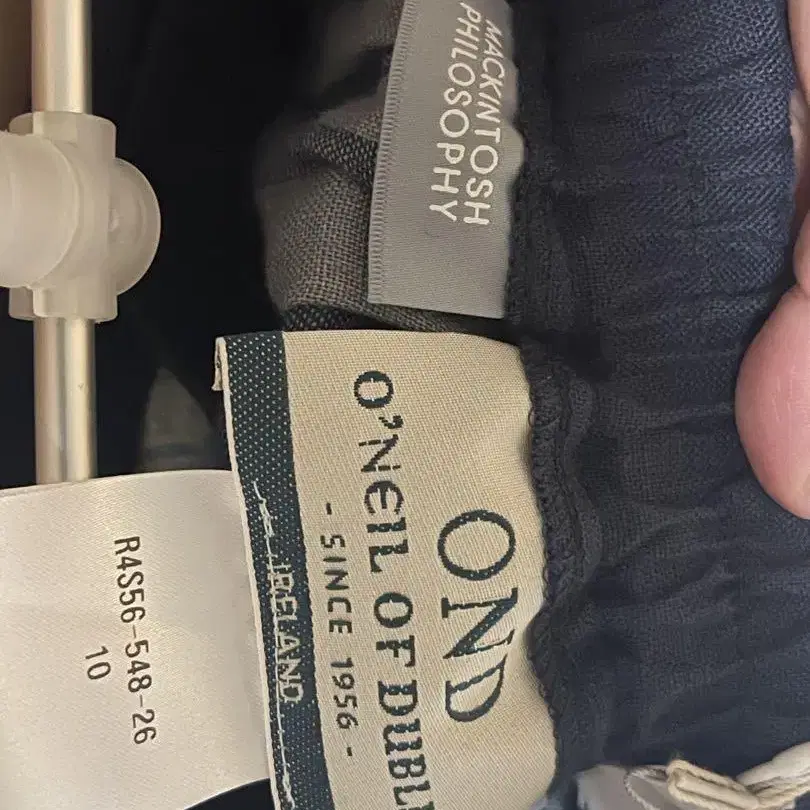 MACKINTOSH
PHILOSOPHY
OND
O'NEIL OF DUBLI
- SINCE 1956 -
IRELAND
R4S56-548-26
10